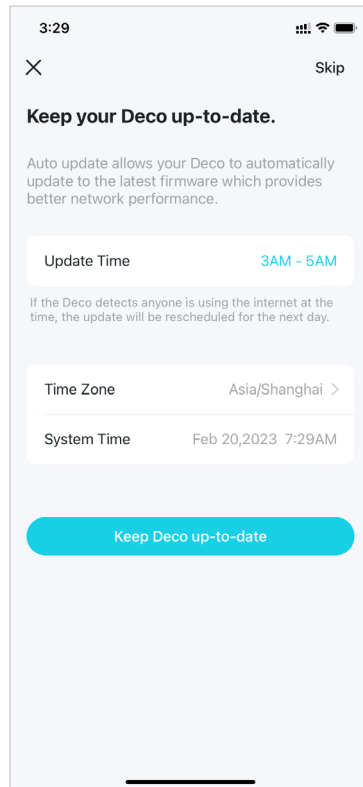 3:29
Skip
Keep your Deco up-to-date.
Auto update allows your Deco to automatically
update to the latest firmware which provides
better network performance.
Update Time 3AM - 5AM
If the Deco detects anyone is using the internet at the
time, the update will be rescheduled for the next day.
Time Zone Asia/Shanghai >
System Time Feb 20,2023 7:29AM
Keep Deco up-to-date